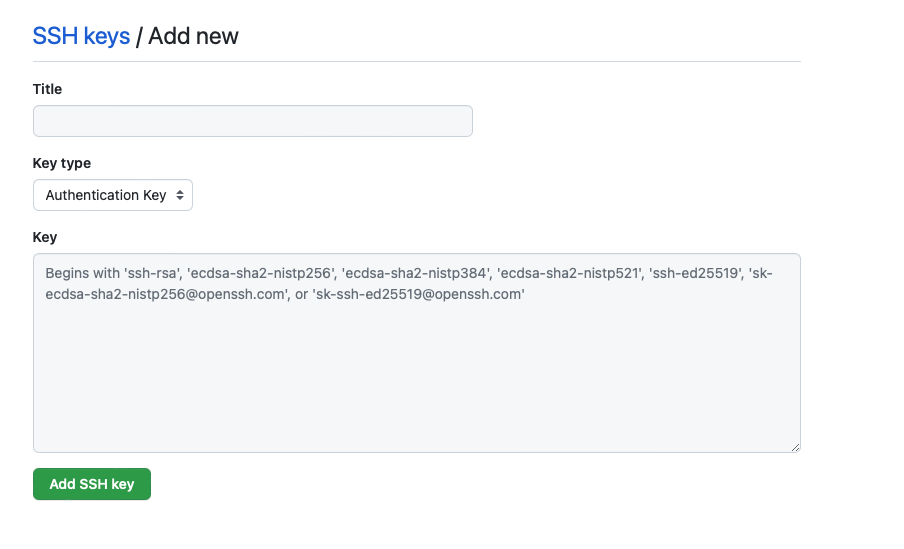 SSH keys / Add new
Title
Key type
Authentication Key
Key
Begins with 'ssh-rsa', 'ecdsa-sha2-nistp256', 'ecdsa-sha2-nistp384', 'ecdsa-sha2-nistp521', 'ssh-ed25519', 'sk-
ecdsa-sha2-nistp256@openssh.com', or 'sk-ssh-ed25519@openssh.com'
Add SSH key